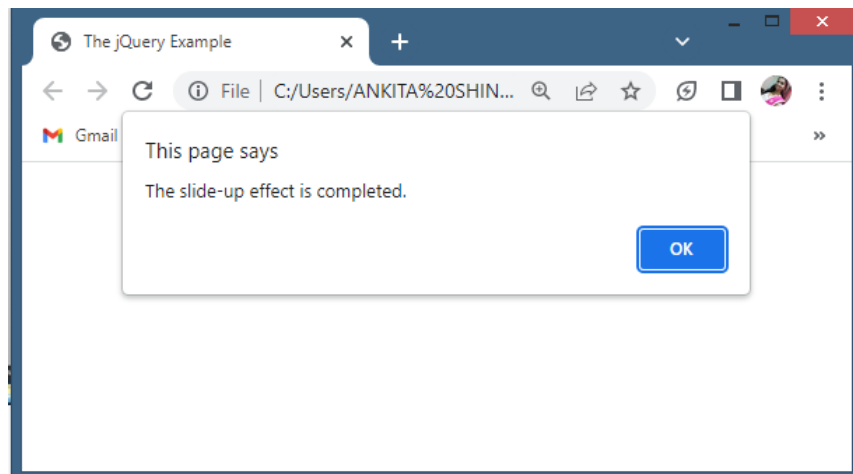 The jQuery Example
File | C:/Users/ANKITA%20SHIN...
Gmail
This page says
The slide-up effect is completed.
OK